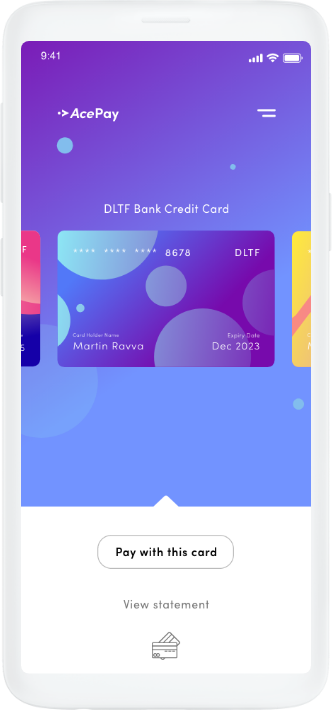 9:41
AcePay
DLTF Bank Credit Card
**** **** **** 8678 DLTF
Card Holder Name Expiry Date
Martin Ravva Dec 2023
Pay with this card
View statement